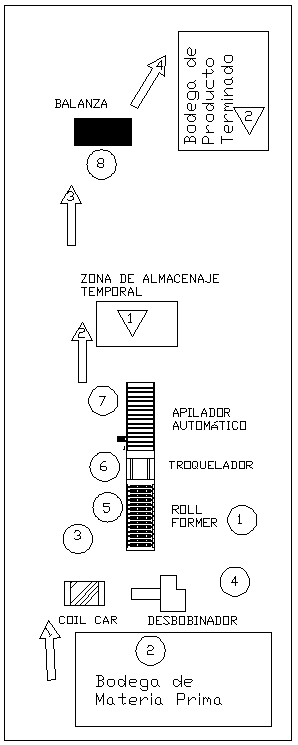 4
Bodega de
Producto
Terminado
2
BALANZA
8
3
ZONA DE ALMACENAJE
TEMPORAL
1
2
7
APILADOR
AUTOMáTICO
6
TROQUELADOR
5
ROLL
FORMER
1
3
4
COIL CAR
DESBOBINADOR
1
2
Bodega de
Materia Prima